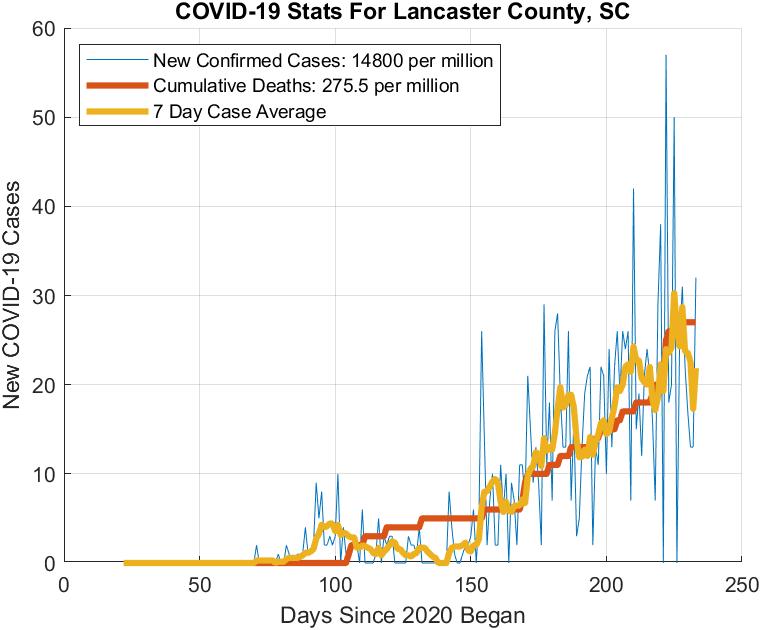 COVID-19 Stats For Lancaster County, SC
New Confirmed Cases: 14800 per million
Cumulative Deaths: 275.5 per million
7 Day Case Average
New COVID-19 Cases
60
50
40
30
20
10
0
0 50 100 150 200 250
Days Since 2020 Began